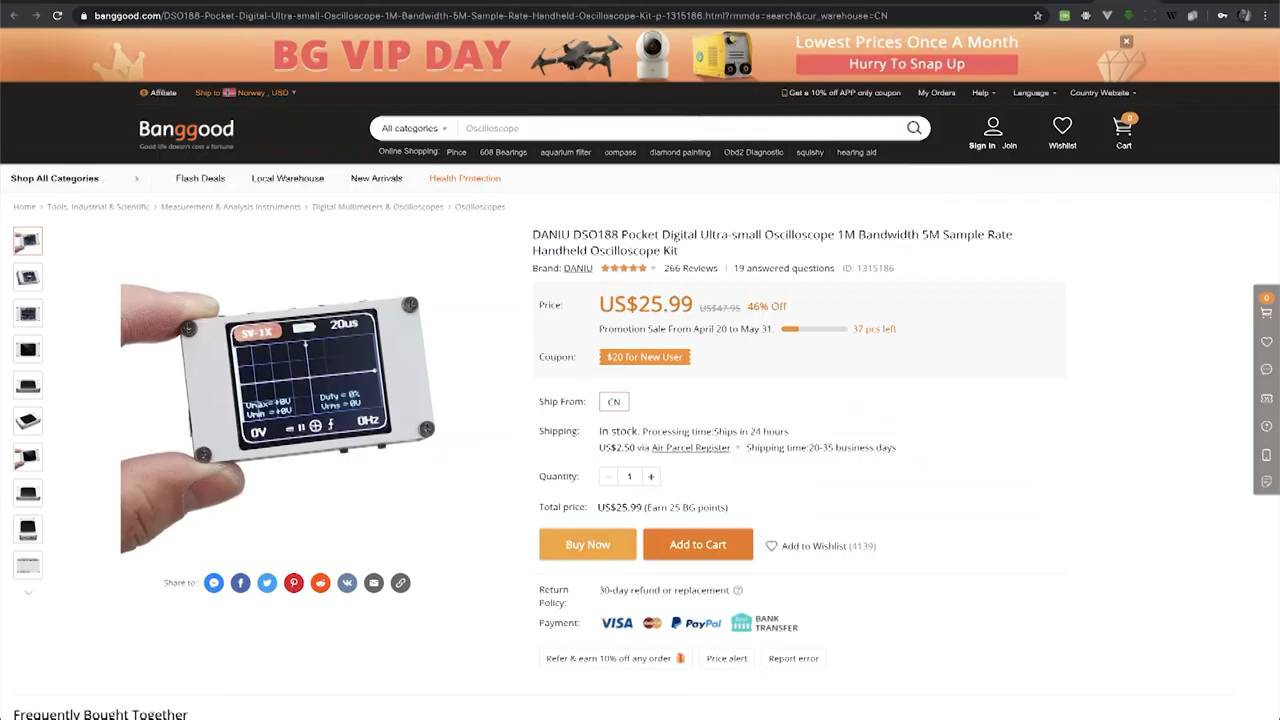 banggood.com/DSO188-Pocket-Digital-Ultra-small-Oscilloscope-1M-Bandwidth-5M-Sample-Rate-Handheld-Oscilloscope-Kit-p-1315186.html?rmmds=search&cur_warehouse=CN
BG VIP DAY
Lowest Prices Once A Month
Hurry To Snap Up
Affiliate Ship to Norway , USD
Get a 10% off APP only coupon My Orders Help Language Country Website
Banggood
Good life doesn't cost a fortune
All categories Oscilloscope
Online Shopping: Pince 608 Bearings aquarium filter compass diamond painting Obd2 Diagnostic squishy hearing aid
Sign In Join
Wishlist
0
Cart
Shop All Categories > Flash Deals Local Warehouse New Arrivals Health Protection
Home > Tools, Industrial & Scientific > Measurement & Analysis Instruments > Digital Multimeters & Oscilloscopes > Oscilloscopes
5V-1X 20us
Vmax=+0V Duty = 0%
Vmin =+0V Vrms = 0V
0V 0Hz
Share to:
DANIU DSO188 Pocket Digital Ultra-small Oscilloscope 1M Bandwidth 5M Sample Rate
Handheld Oscilloscope Kit
Brand: DANIU 266 Reviews | 19 answered questions ID: 1315186
Price: US$25.99 US$47.95 46% Off
Promotion Sale From April 20 to May 31. 37 pcs left
Coupon: $20 for New User
Ship From: CN
Shipping: In stock. Processing time:Ships in 24 hours
US$2.50 via Air Parcel Register Shipping time:20-35 business days
Quantity: − 1 +
Total price: US$25.99 (Earn 25 BG points)
Buy Now Add to Cart Add to Wishlist (4139)
Return
Policy:
30-day refund or replacement
Payment: VISA PayPal BANK
TRANSFER
Refer & earn 10% off any order Price alert Report error
0
Frequently Bought Together